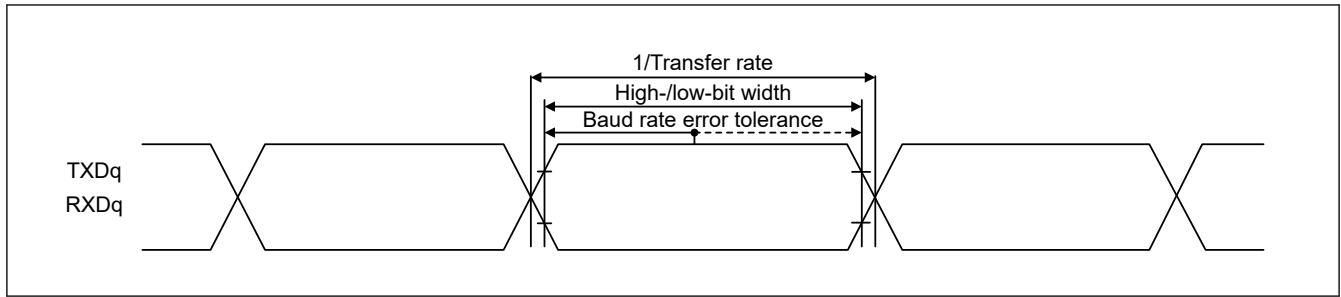 1/Transfer rate
High-/low-bit width
Baud rate error tolerance
TXDq
RXDq